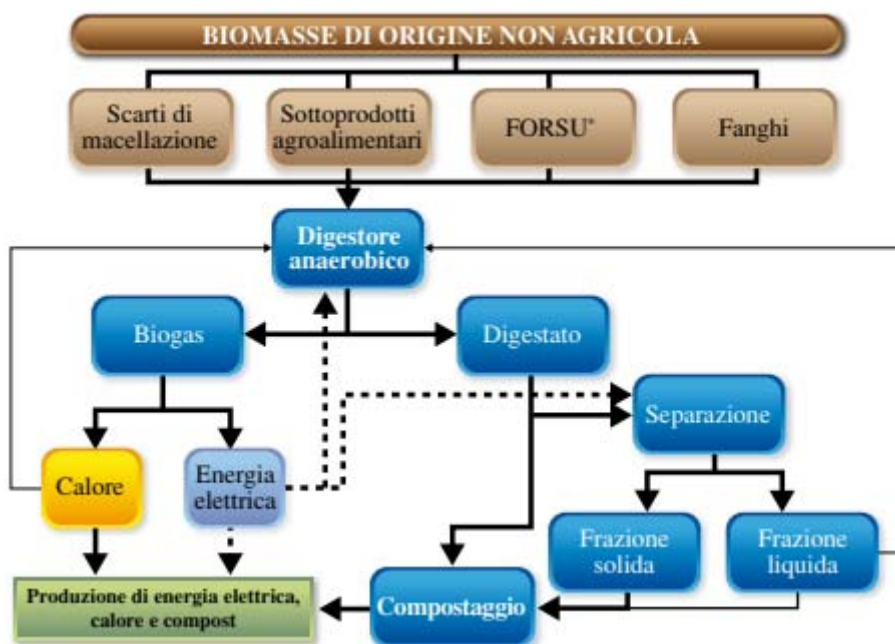 BIOMASSE DI ORIGINE NON AGRICOLA
Scarti di
macellazione
Sottoprodotti
agroalimentari
FORSU*
Fanghi
Digestore
anaerobico
Biogas
Digestato
Separazione
Calore
Energia
elettrica
Frazione
solida
Frazione
liquida
Produzione di energia elettrica,
calore e compost
Compostaggio